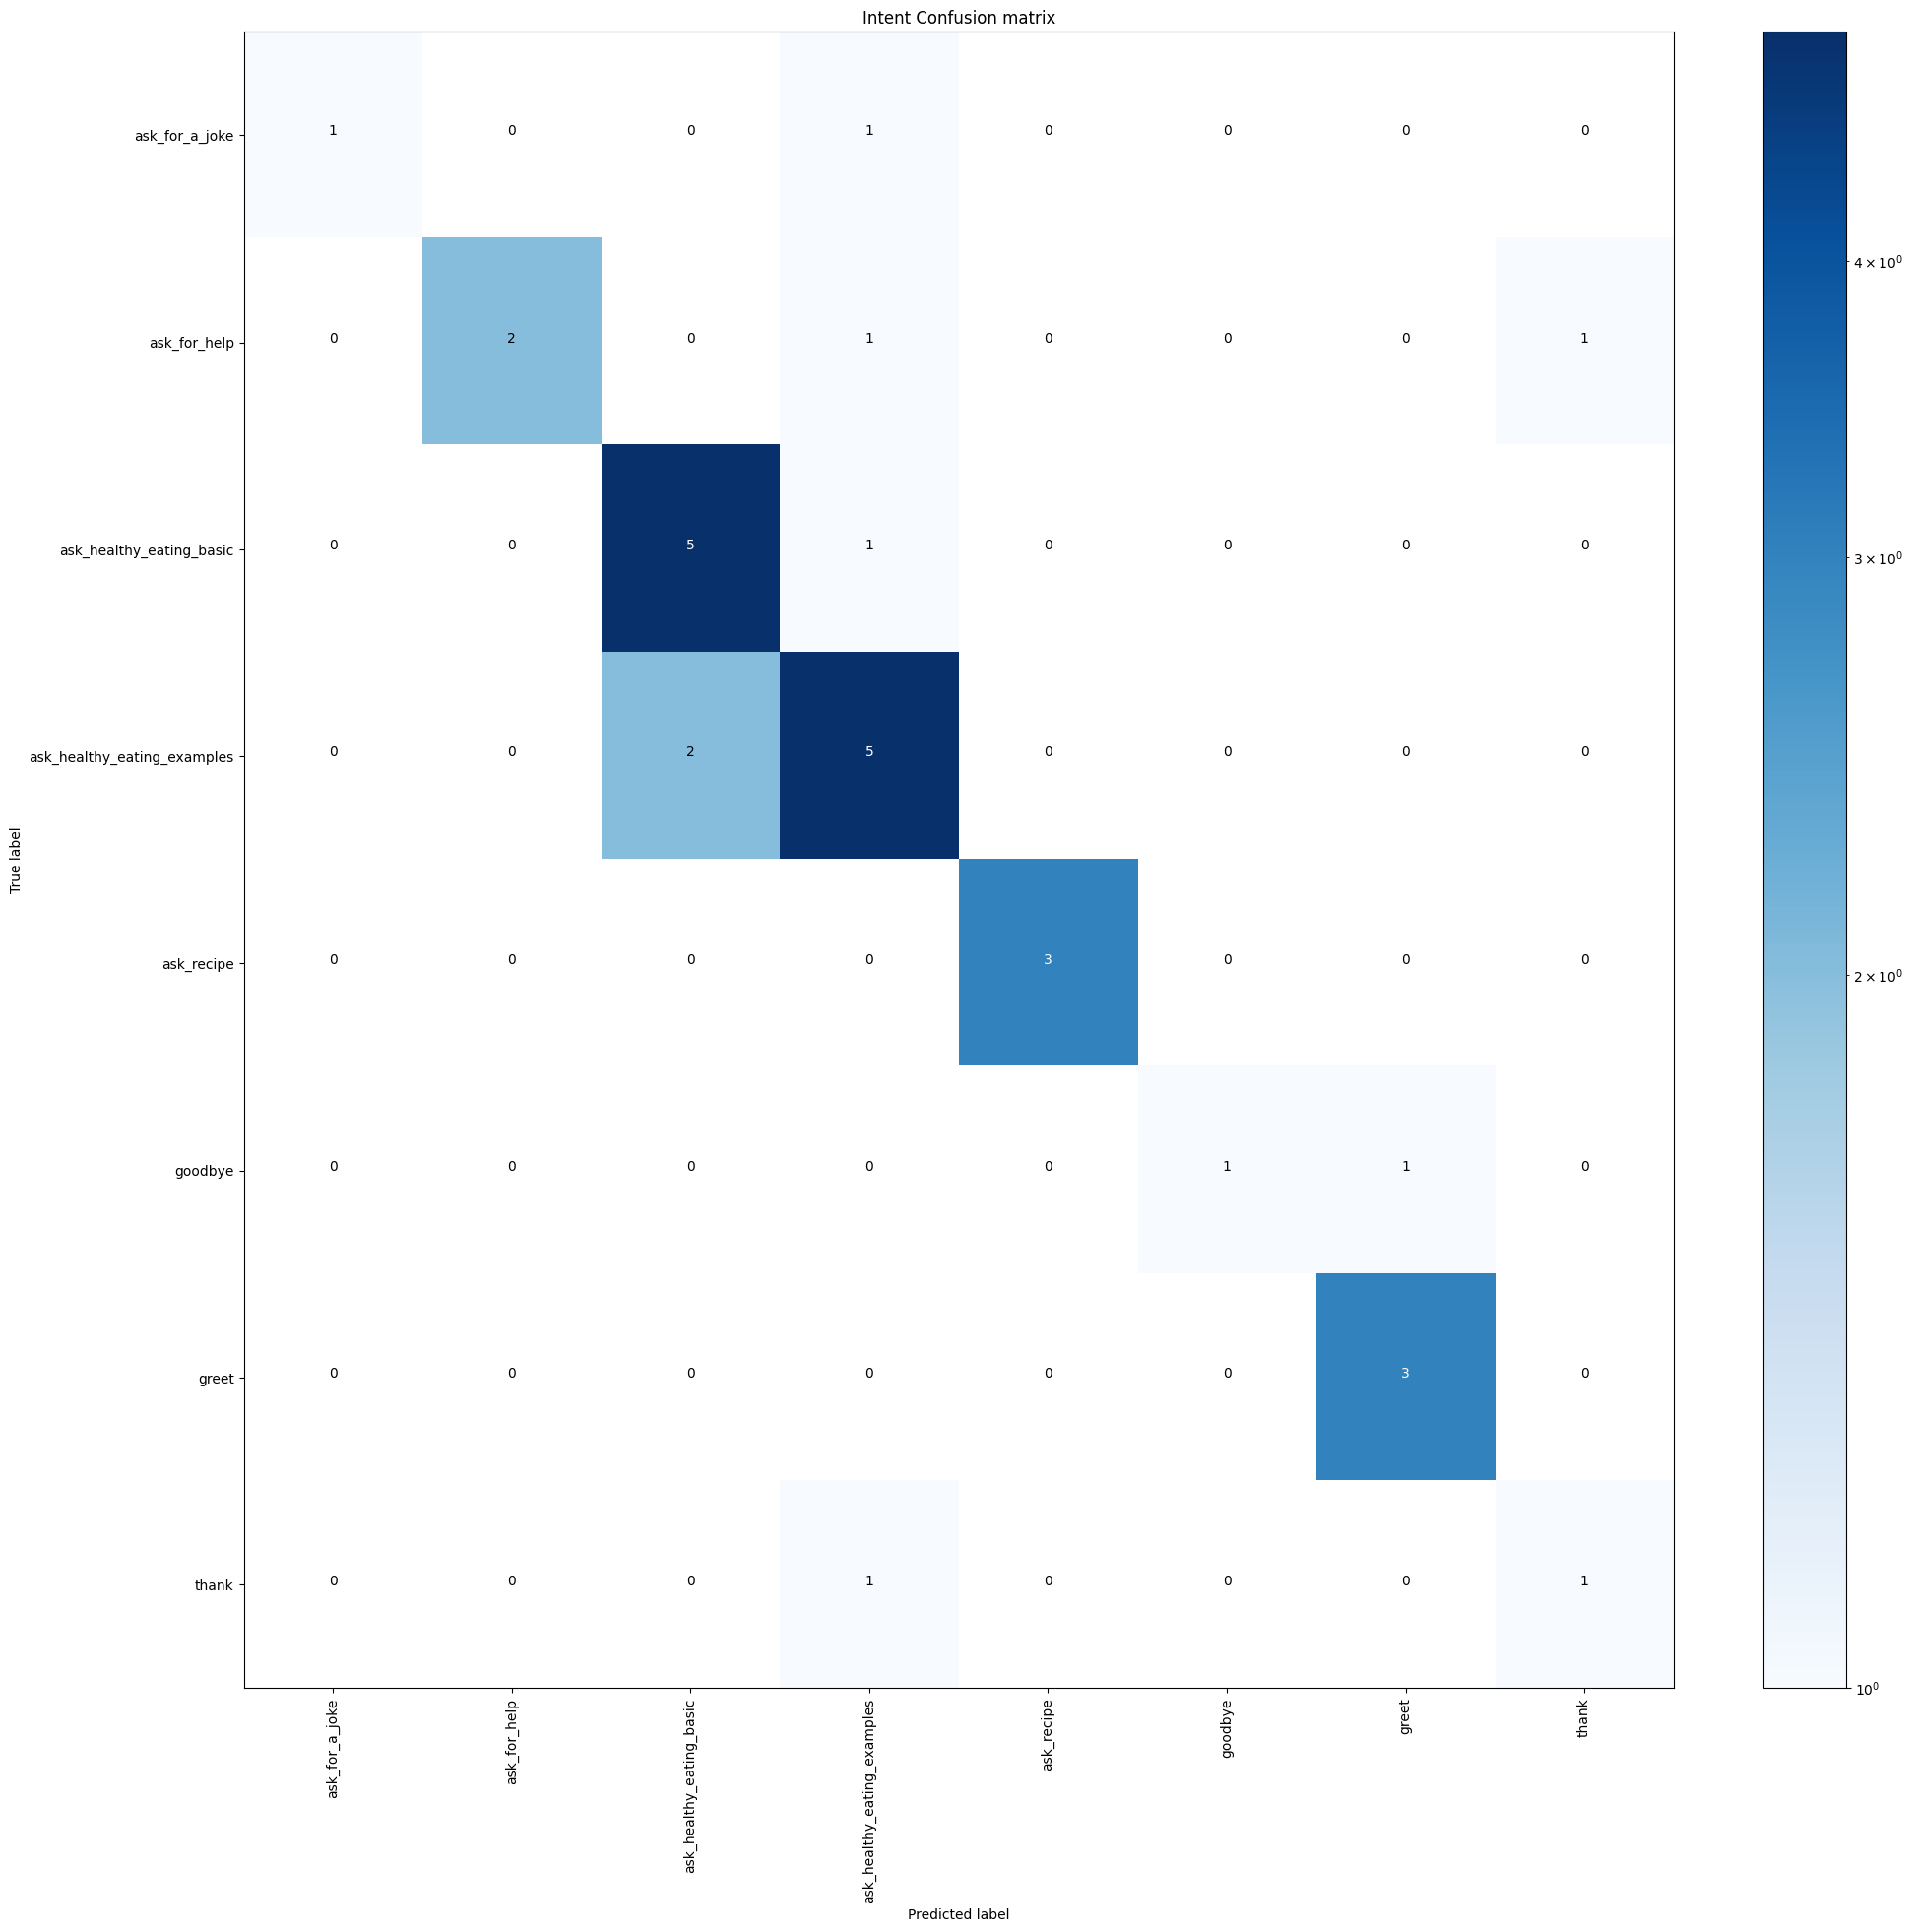 Intent Confusion matrix
ask_for_a_joke 1 0 0 1 0 0 0 0
4 × 10⁰
ask_for_help 0 2 0 1 0 0 0 1
3 × 10⁰
ask_healthy_eating_basic 0 0 5 1 0 0 0 0
ask_healthy_eating_examples 0 0 2 5 0 0 0 0
True label
ask_recipe 0 0 0 0 3 0 0 0
2 × 10⁰
goodbye 0 0 0 0 0 1 1 0
greet 0 0 0 0 0 0 3 0
thank 0 0 0 1 0 0 0 1
10⁰
ask_for_a_joke
ask_for_help
ask_healthy_eating_basic
ask_healthy_eating_examples
ask_recipe
goodbye
greet
thank
Predicted label